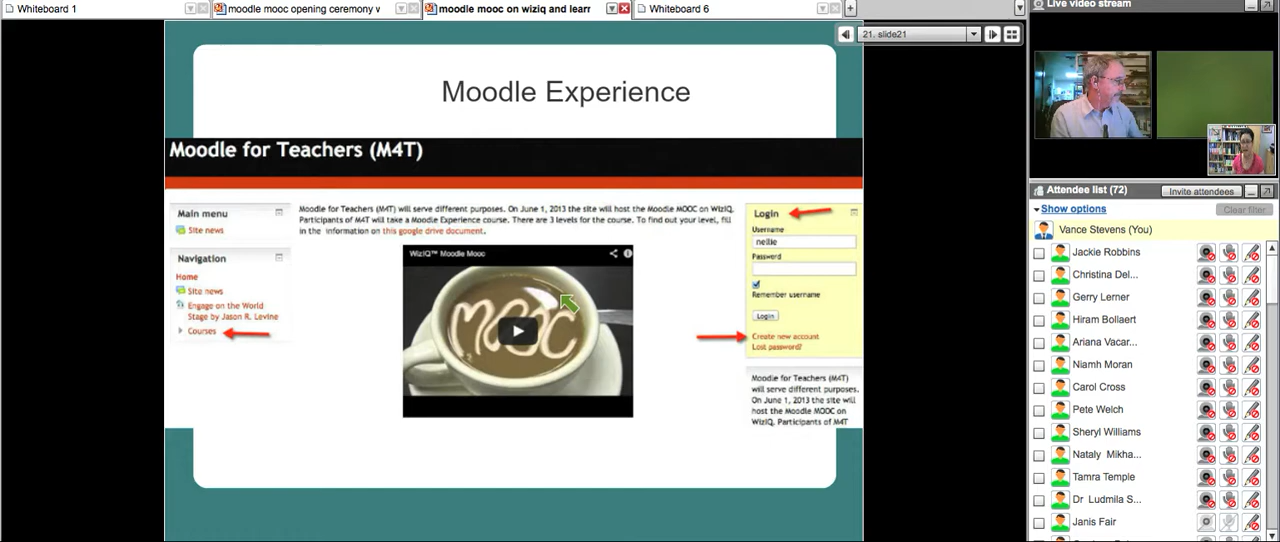 Whiteboard 1
moodle mooc opening ceremony v
moodle mooc on wiziq and learr
Whiteboard 6
21. slide21
Moodle Experience
Moodle for Teachers (M4T)
Main menu
Site news
Navigation
Home
Site news
Engage on the World
Stage by Jason R. Levine
Courses
Moodle for Teachers (M4T) will serve different purposes. On June 1, 2013 the site will host the Moodle MOOC on WizIQ.
Participants of M4T will take a Moodle Experience course. There are 3 levels for the course. To find out your level, fill
in the information on this google drive document.
WizIQ™ Moodle Mooc
MOOC
Login
Username
nellie
Password
Remember username
Login
Create new account
Lost password?
Moodle for Teachers (M4T)
will serve different purposes.
On June 1, 2013 the site will
host the Moodle MOOC on
WizIQ. Participants of M4T
Live video stream
Attendee list (72)
Invite attendees
Show options
Clear filter
Vance Stevens (You)
Jackie Robbins
Christina Del...
Gerry Lerner
Hiram Bollaert
Ariana Vacar...
Niamh Moran
Carol Cross
Pete Welch
Sheryl Williams
Nataly Mikha...
Tamra Temple
Dr Ludmila S...
Janis Fair